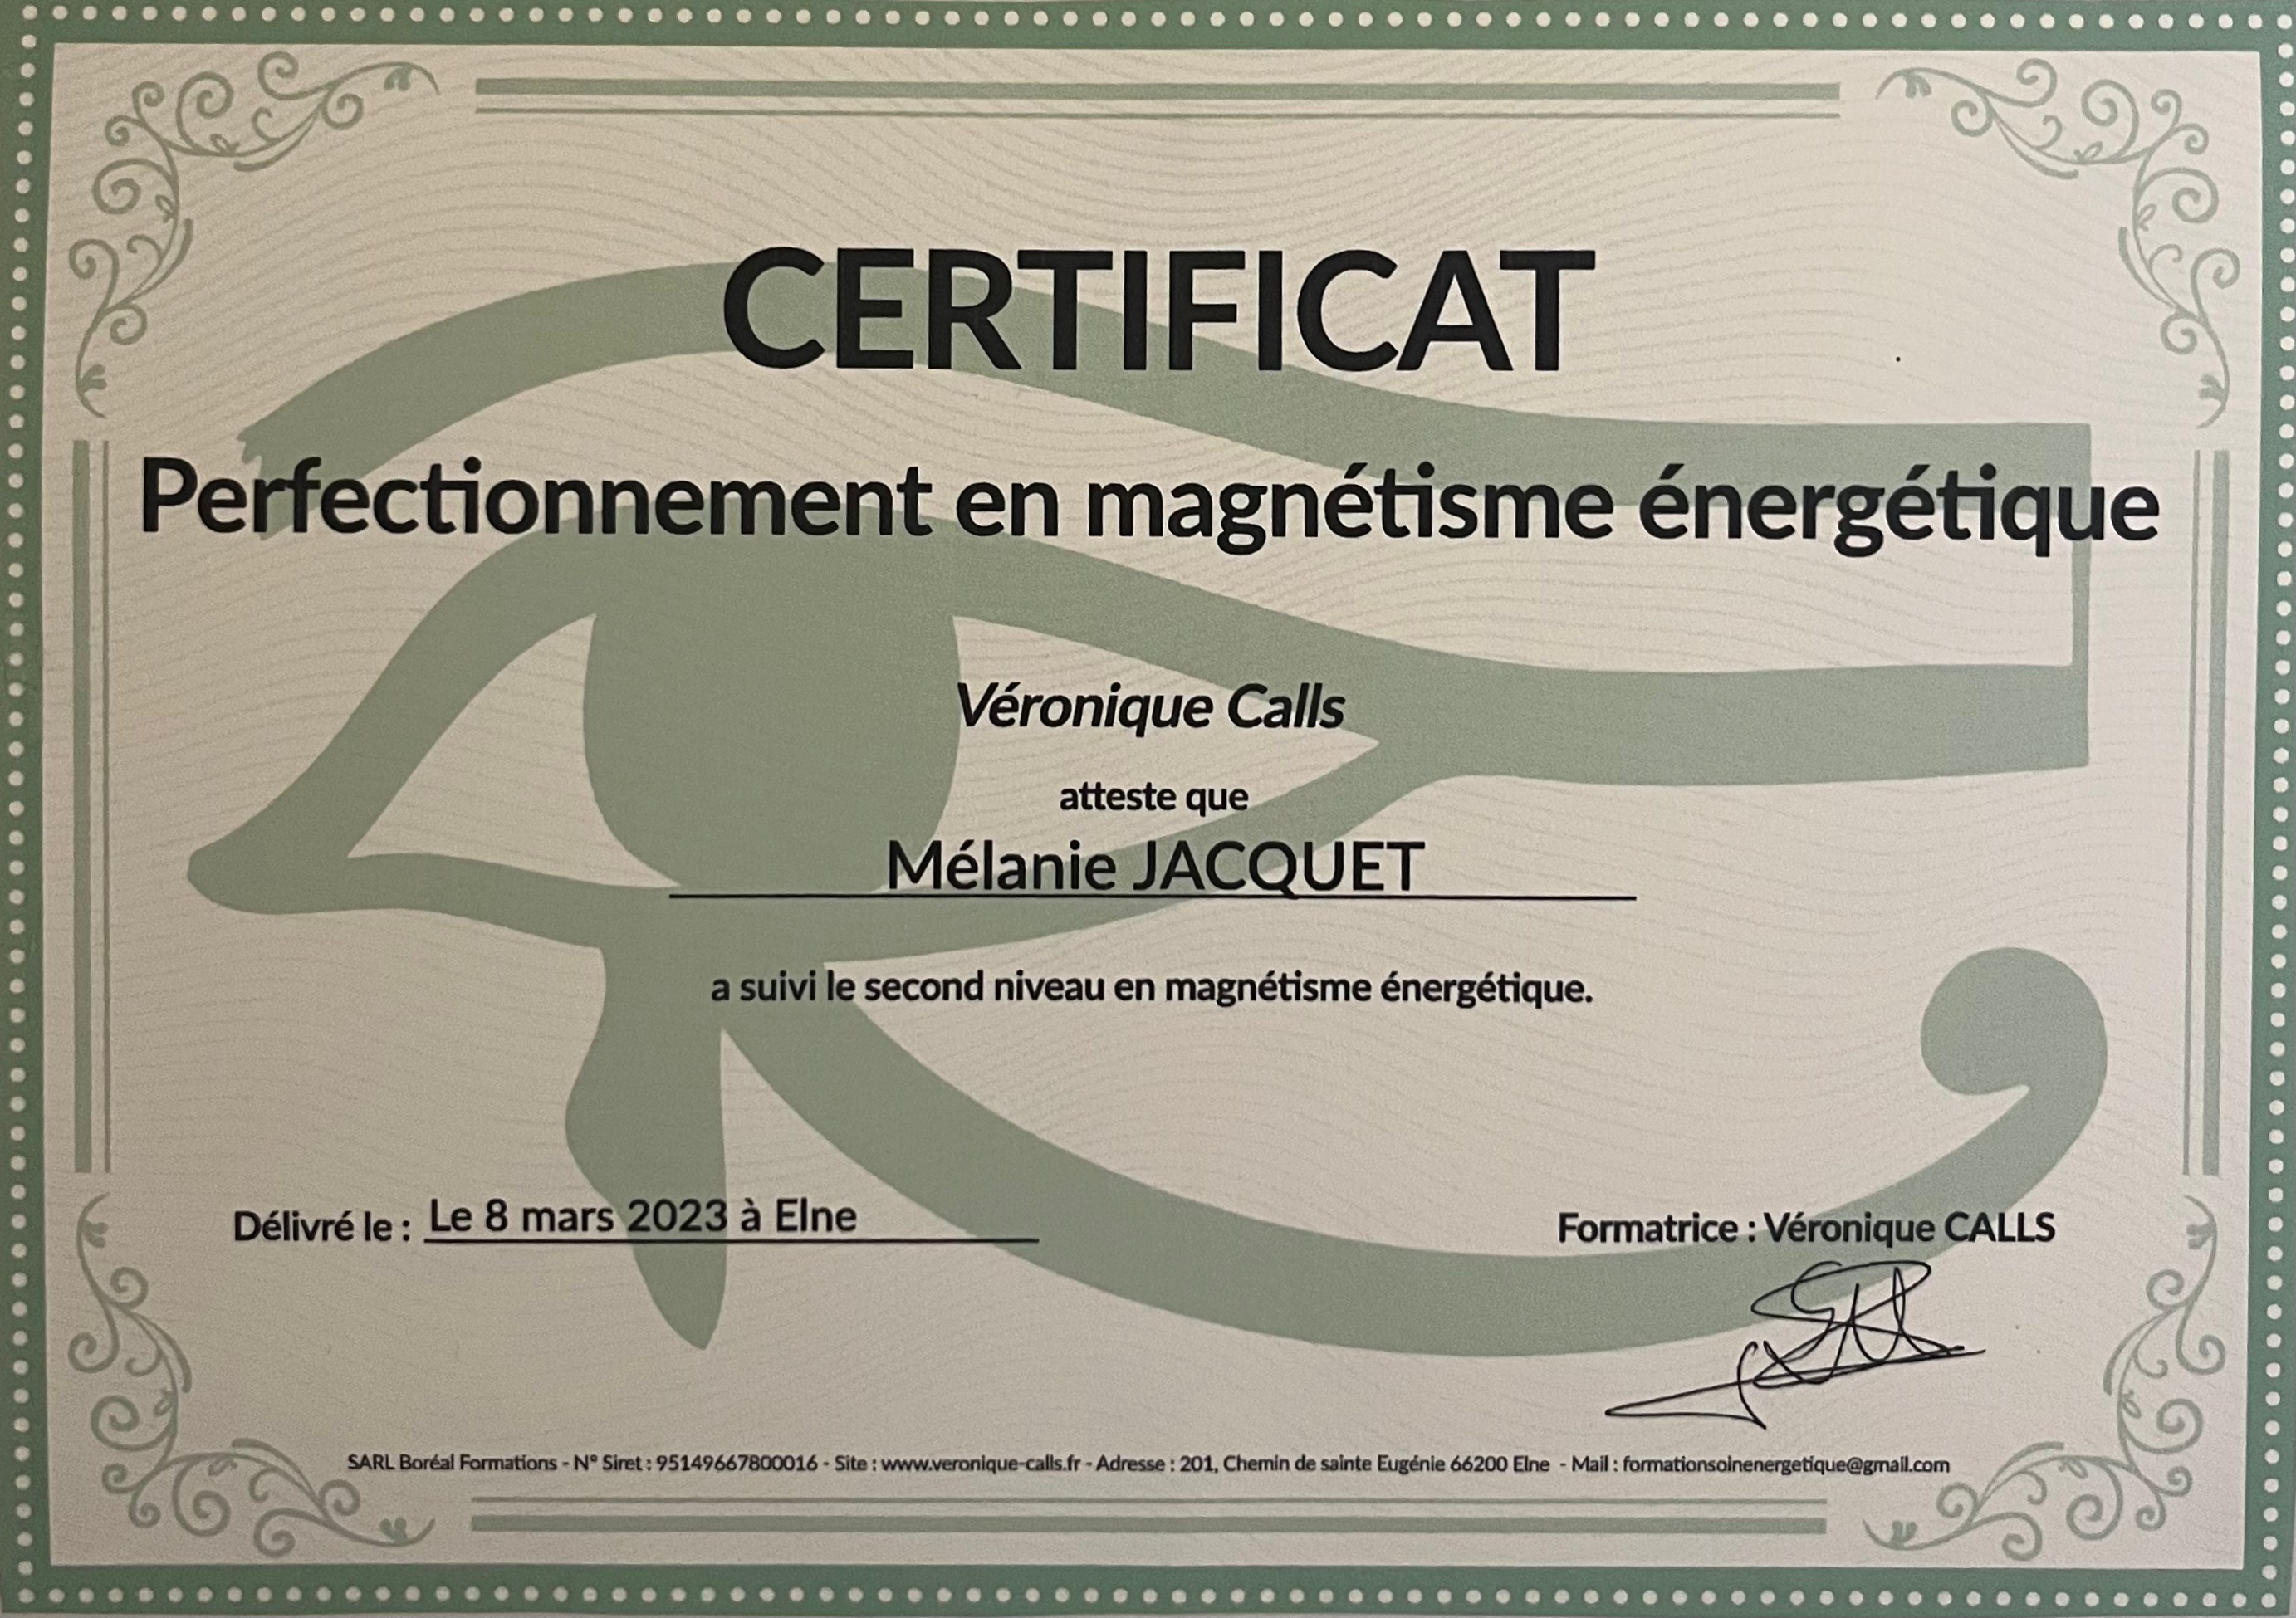 CERTIFICAT
Perfectionnement en magnétisme énergétique
Véronique Calls
atteste que
Mélanie JACQUET
a suivi le second niveau en magnétisme énergétique.
Délivré le : Le 8 mars 2023 à Elne
Formatrice : Véronique CALLS
SARL Boréal Formations - N° Siret : 95149667800016 - Site : www.veronique-calls.fr - Adresse : 201, Chemin de sainte Eugénie 66200 Elne - Mail : formationsoinenergetique@gmail.com